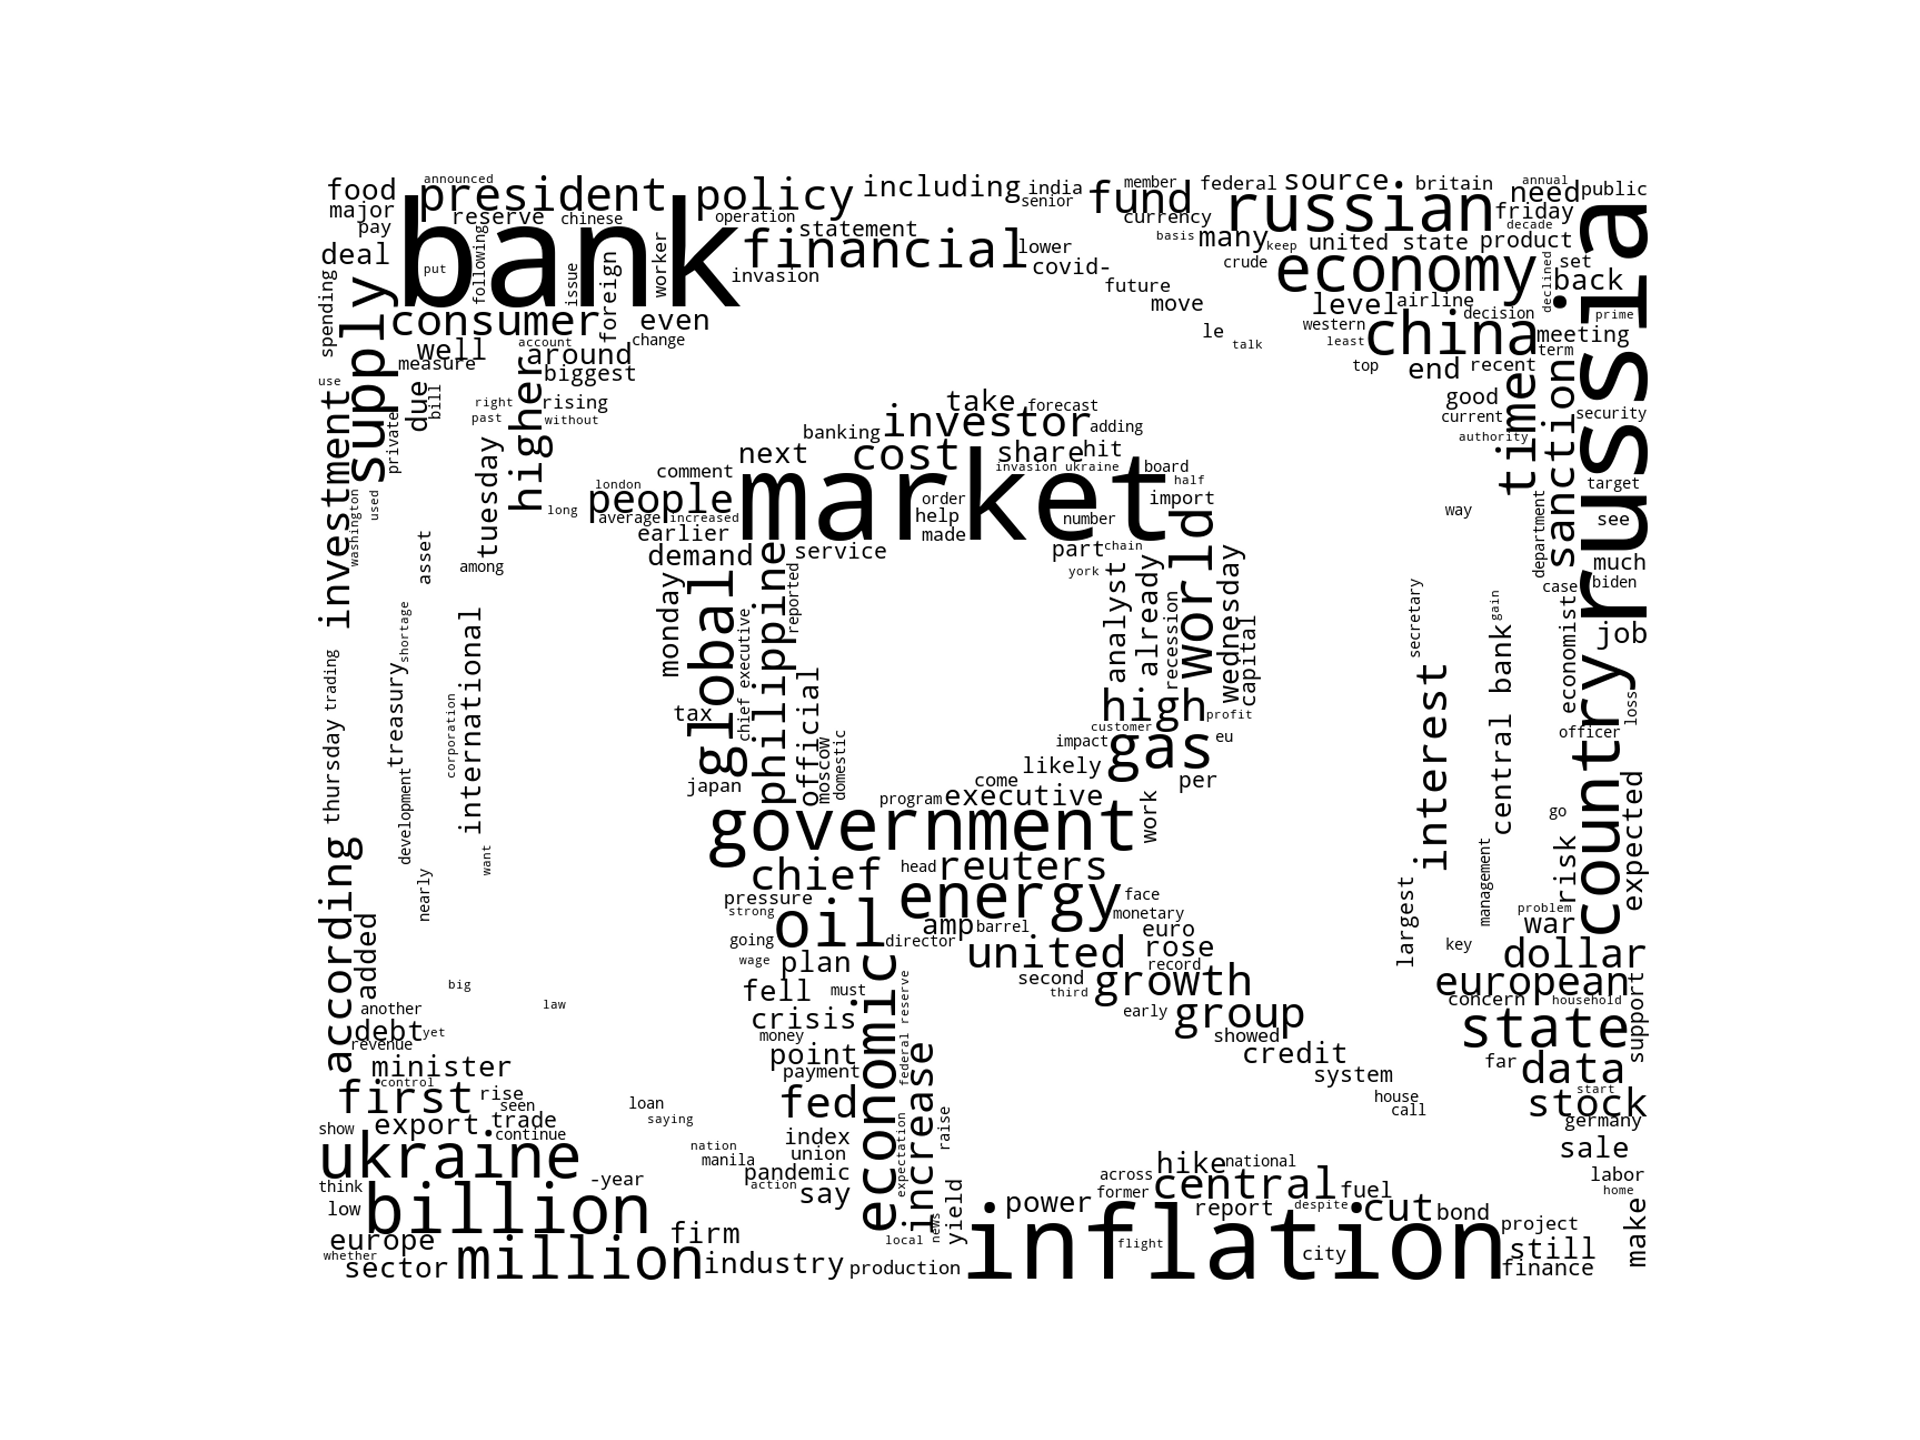 food
announced
president
policy
including
india
senior
fund
member
federal
source
britain
annual
need
public
major
pay
reserve
chinese
operation
currency
russian
friday
decade
deal
bank
put
following
issue
foreign
worker
financial
statement
invasion
lower
covid-
basis
many
keep
united state
product
crude
economy
declined
set
back
russia
spending
supply
consumer
even
future
move
level
airline
decision
prime
western
china
meeting
le
talk
least
term
well
account
change
measure
around
biggest
top
end
recent
use
due
bill
higher
right
past
rising
without
take
forecast
investor
adding
banking
good
current
time
sanction
security
authority
investment
private
tuesday
next
cost
share
hit
invasion ukraine
board
half
comment
market
london
people
order
help
made
number
import
target
washington
used
long
average
increased
earlier
way
department
see
asset
among
demand
service
part
chain
york
world
much
case
biden
monday
global
philippine
reported
analyst
already
recession
wednesday
capital
secretary
gain
central bank
economist
job
shortage
international
chief executive
official
trading
treasury
corporation
tax
high
profit
customer
interest
country
loss
officer
thursday
moscow
domestic
impact
gas
eu
development
japan
likely
come
per
program
executive
work
go
expected
government
according
want
nearly
chief
head
reuters
management
risk
pressure
strong
energy
face
monetary
largest
problem
war
added
oil
amp
barrel
euro
going
director
united
rose
key
dollar
wage
plan
record
second
third
growth
european
concern
household
support
big
law
fell
must
federal reserve
economic
early
group
another
debt
yet
revenue
crisis
money
showed
state
minister
control
point
payment
increase
credit
system
far
data
start
first
rise
seen
loan
saying
fed
house
call
stock
germany
show
export
trade
continue
index
union
expectation
raise
sale
ukraine
nation
manila
pandemic
action
say
hike
national
across
former
central
fuel
labor
home
think
-year
low
billion
firm
yield
power
report
despite
cut
bond
project
make
europe
whether
sector
million
industry
local
news
production
inflation
flight
city
still
finance